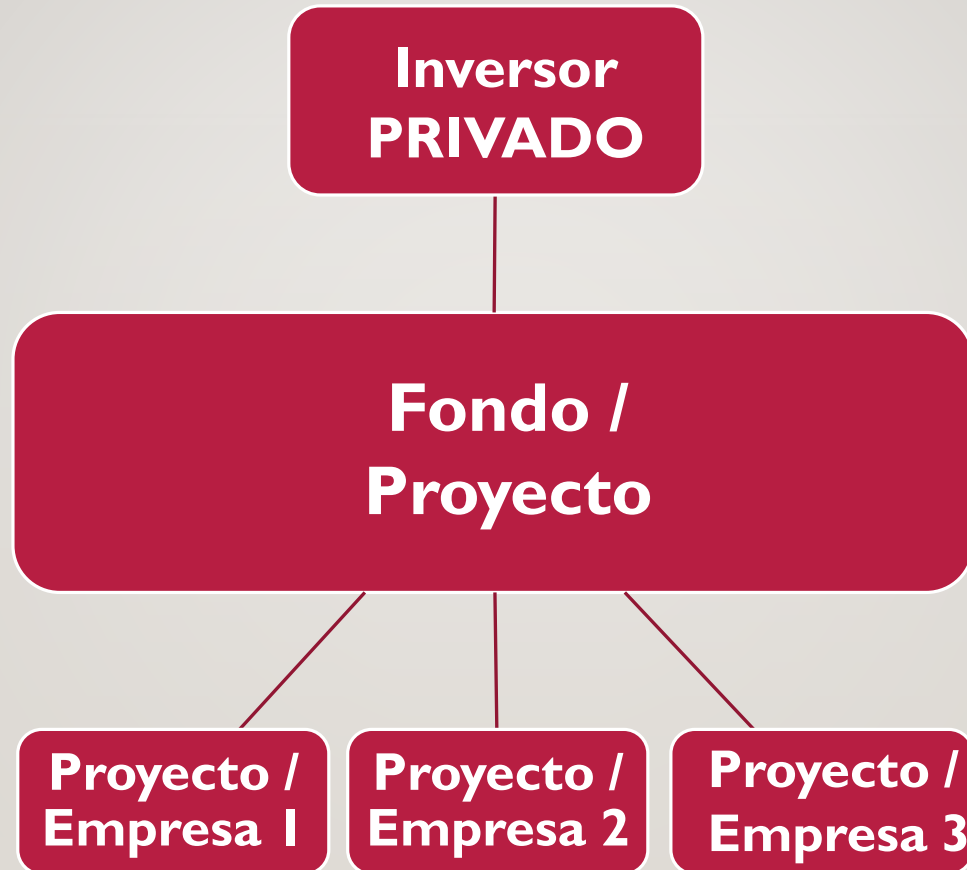 Inversor
PRIVADO
Fondo /
Proyecto
Proyecto /
Empresa 1
Proyecto /
Empresa 2
Proyecto /
Empresa 3